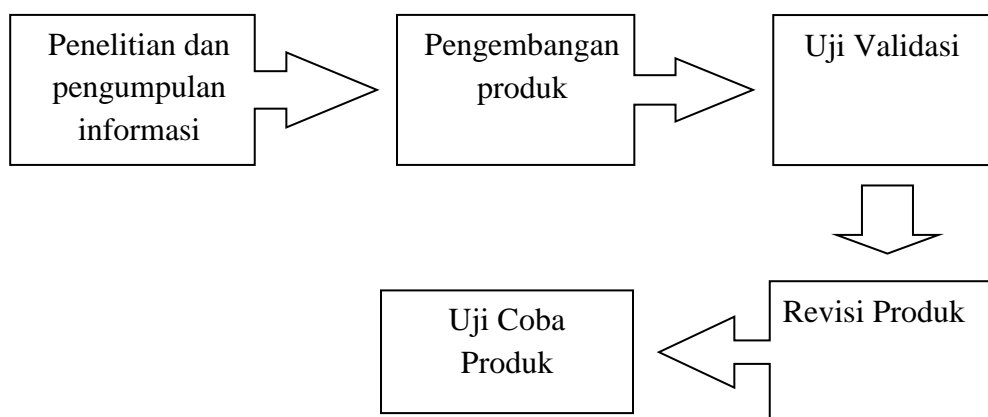 Penelitian dan
pengumpulan
informasi
Pengembangan
produk
Uji Validasi
Revisi Produk
Uji Coba
Produk